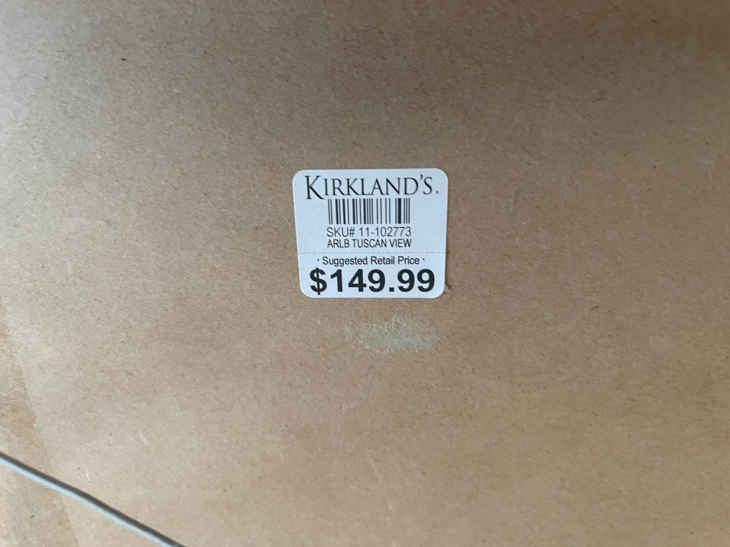 KIRKLAND'S.
SKU# 11-102773
ARLB TUSCAN VIEW
· Suggested Retail Price ·
$149.99